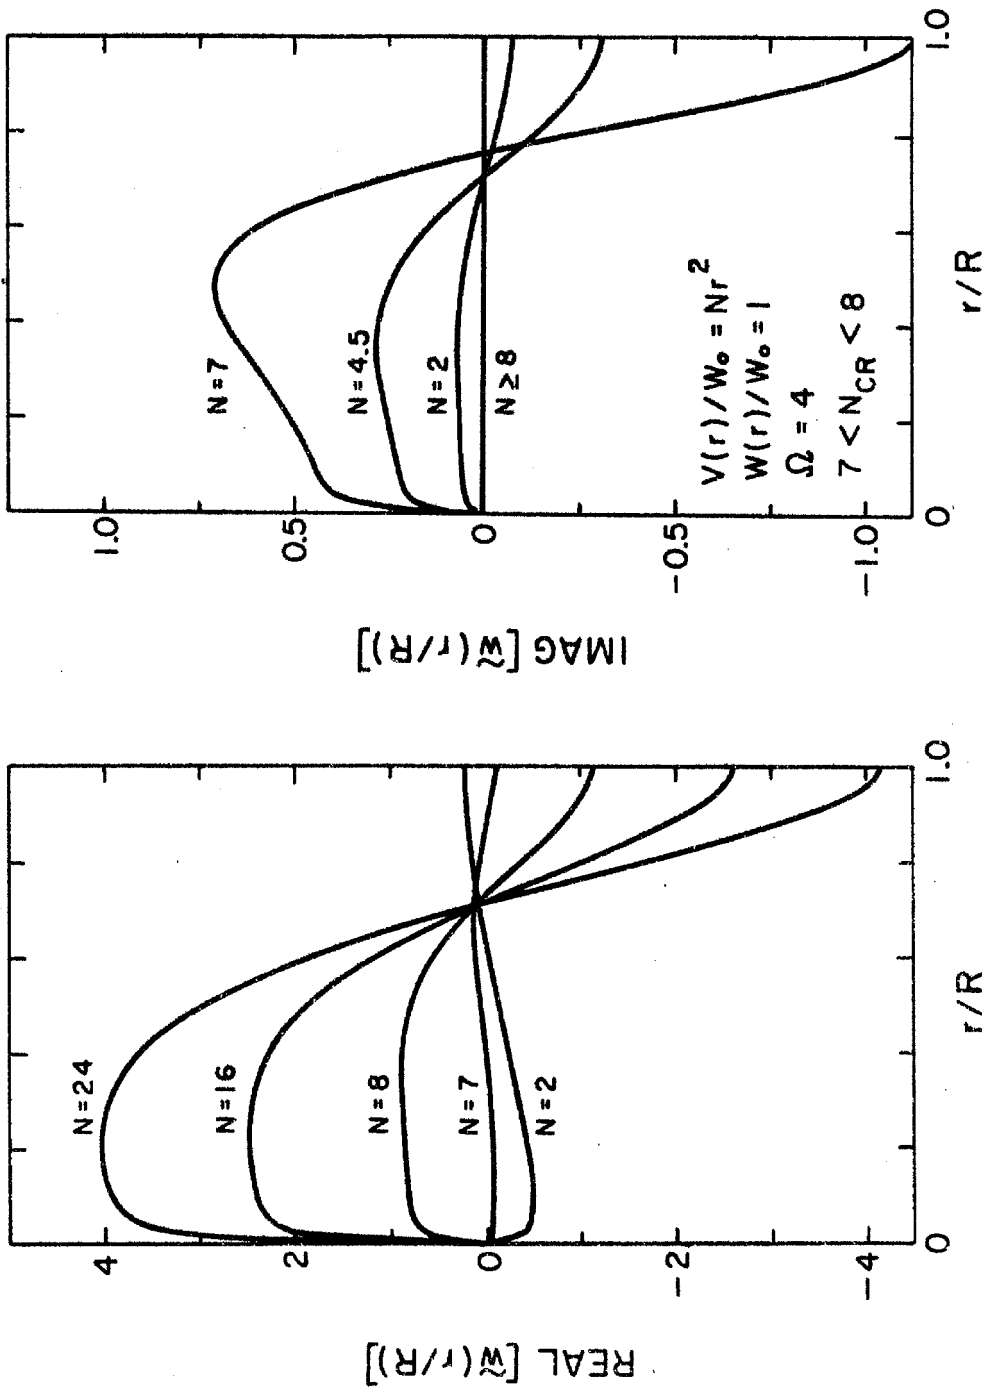 REAL [w̃(r/R)]
4
2
0
-2
-4
N=24
N=16
N=8
N=7
N=2
0
1.0
r/R
IMAG [w̃(r/R)]
1.0
0.5
0
-0.5
-1.0
N=7
N=4.5
N=2
N≥8
V(r)/W₀=Nr²
W(r)/W₀=1
Ω=4
7<N_CR<8
0
1.0
r/R